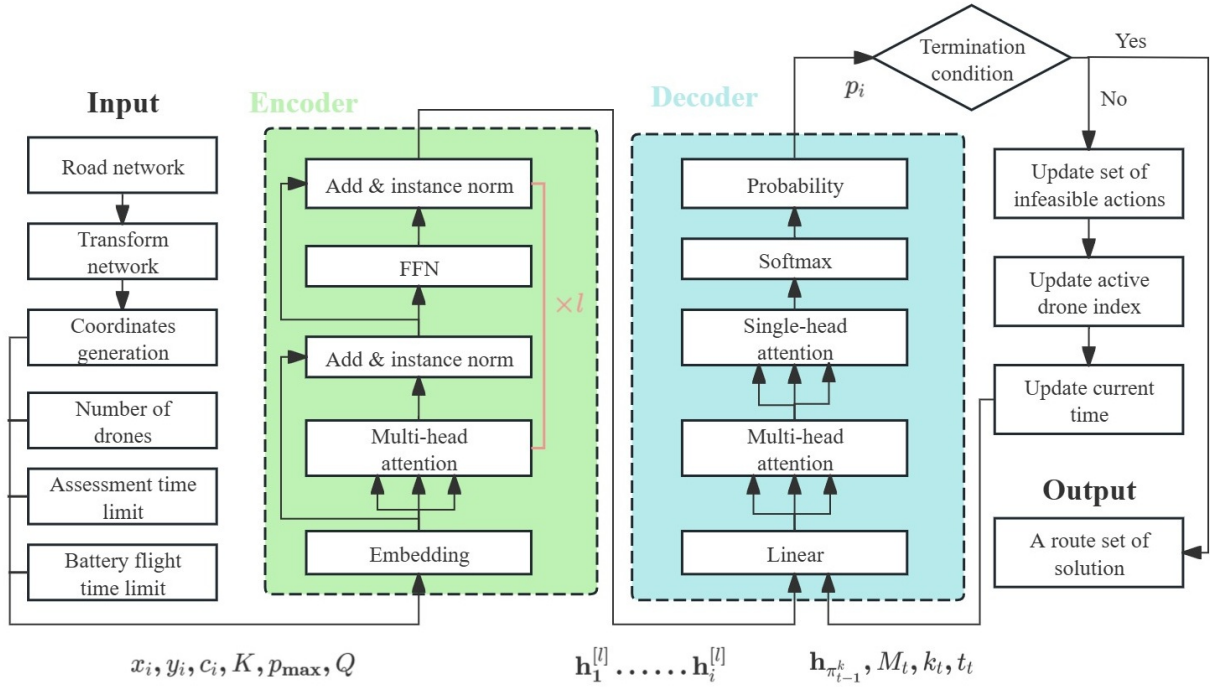 Input
Road network
Transform
network
Coordinates
generation
Number of
drones
Assessment time
limit
Battery flight
time limit
x_i, y_i, c_i, K, p_max, Q
Encoder
Add & instance norm
FFN
Add & instance norm
Multi-head
attention
Embedding
×l
h_1^[l] ...... h_i^[l]
Decoder
Probability
Softmax
Single-head
attention
Multi-head
attention
Linear
h_{π_{t-1}^k}, M_t, k_t, t_t
p_i
Termination
condition
Yes
No
Update set of
infeasible actions
Update active
drone index
Update current
time
Output
A route set of
solution